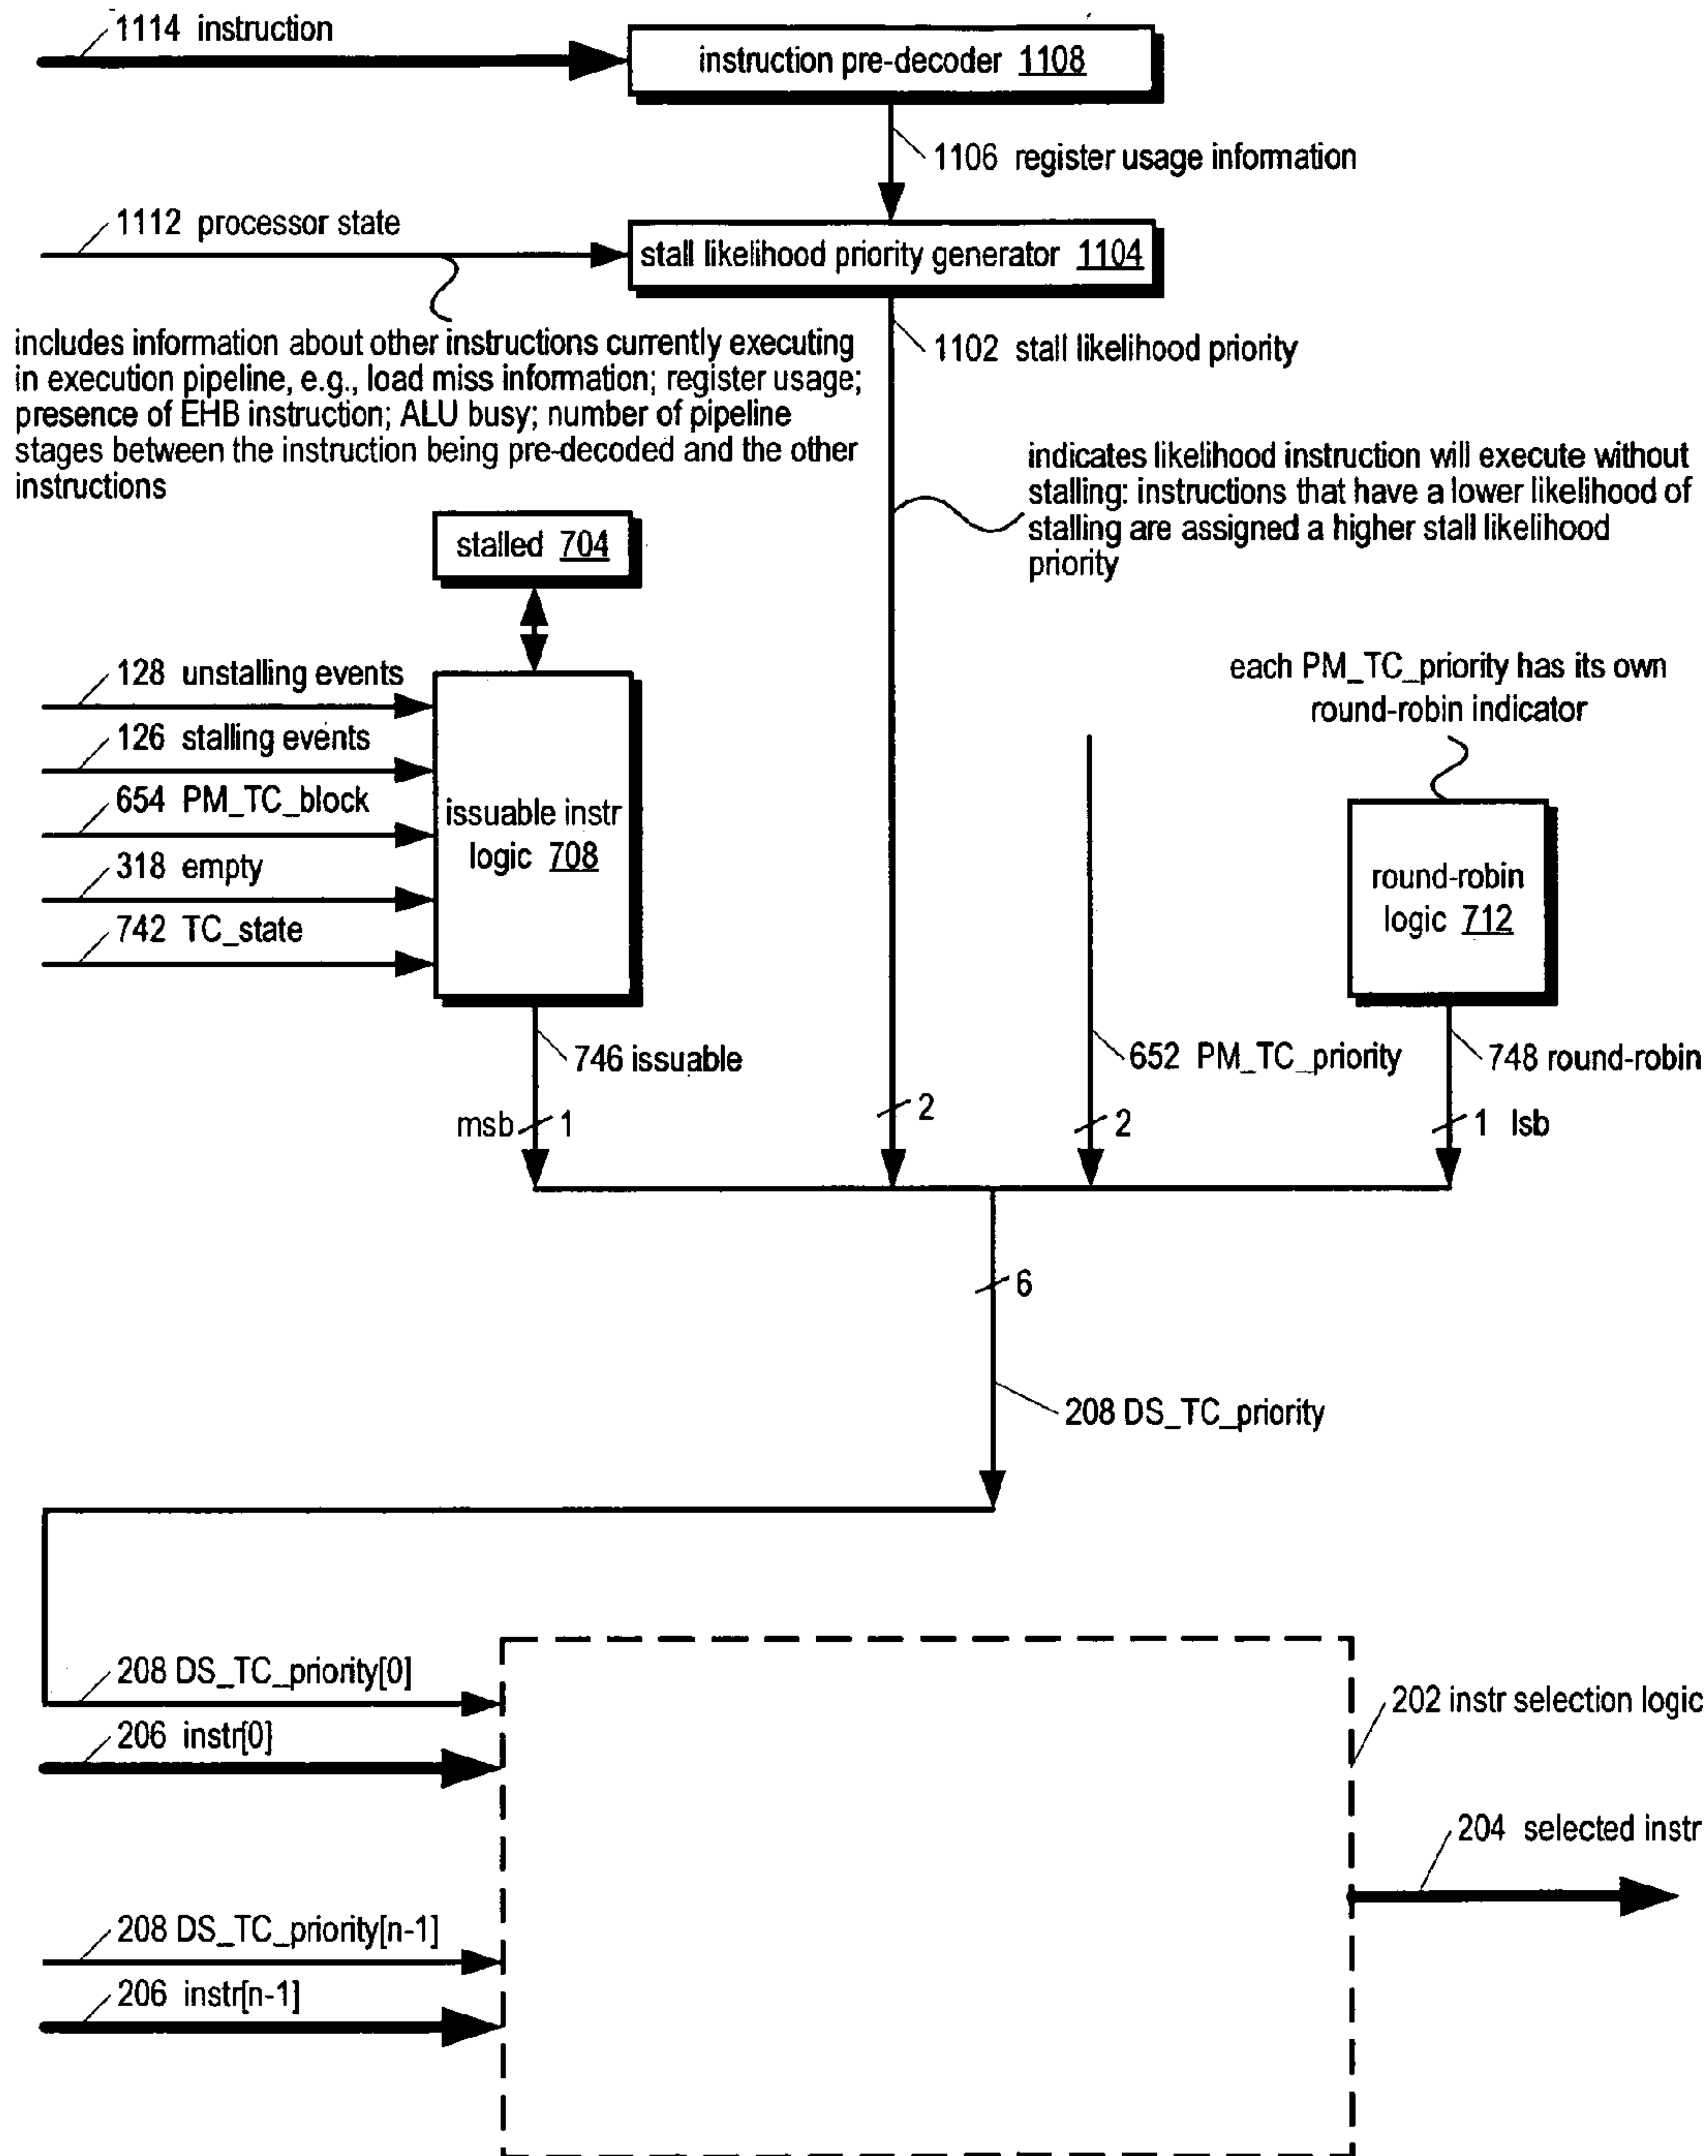 1114 instruction
instruction pre-decoder 1108
1106 register usage information
1112 processor state
stall likelihood priority generator 1104
includes information about other instructions currently executing
in execution pipeline, e.g., load miss information; register usage;
presence of EHB instruction; ALU busy; number of pipeline
stages between the instruction being pre-decoded and the other
instructions
1102 stall likelihood priority
indicates likelihood instruction will execute without
stalling: instructions that have a lower likelihood of
stalling are assigned a higher stall likelihood
priority
stalled 704
128 unstalling events
126 stalling events
654 PM_TC_block
318 empty
742 TC_state
issuable instr
logic 708
each PM_TC_priority has its own
round-robin indicator
round-robin
logic 712
746 issuable
652 PM_TC_priority
748 round-robin
msb 1
2
2
1 lsb
6
208 DS_TC_priority
208 DS_TC_priority[0]
206 instr[0]
202 instr selection logic
204 selected instr
208 DS_TC_priority[n-1]
206 instr[n-1]